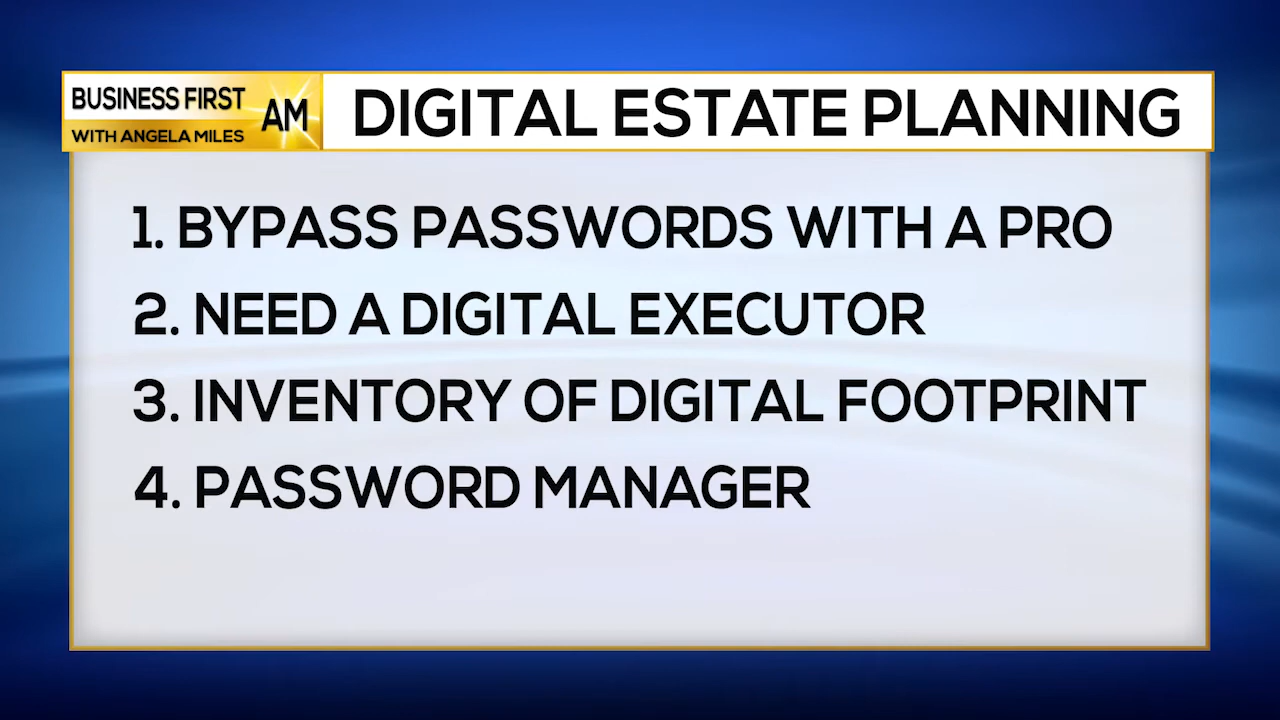 BUSINESS FIRST AM
WITH ANGELA MILES
DIGITAL ESTATE PLANNING
1. BYPASS PASSWORDS WITH A PRO
2. NEED A DIGITAL EXECUTOR
3. INVENTORY OF DIGITAL FOOTPRINT
4. PASSWORD MANAGER